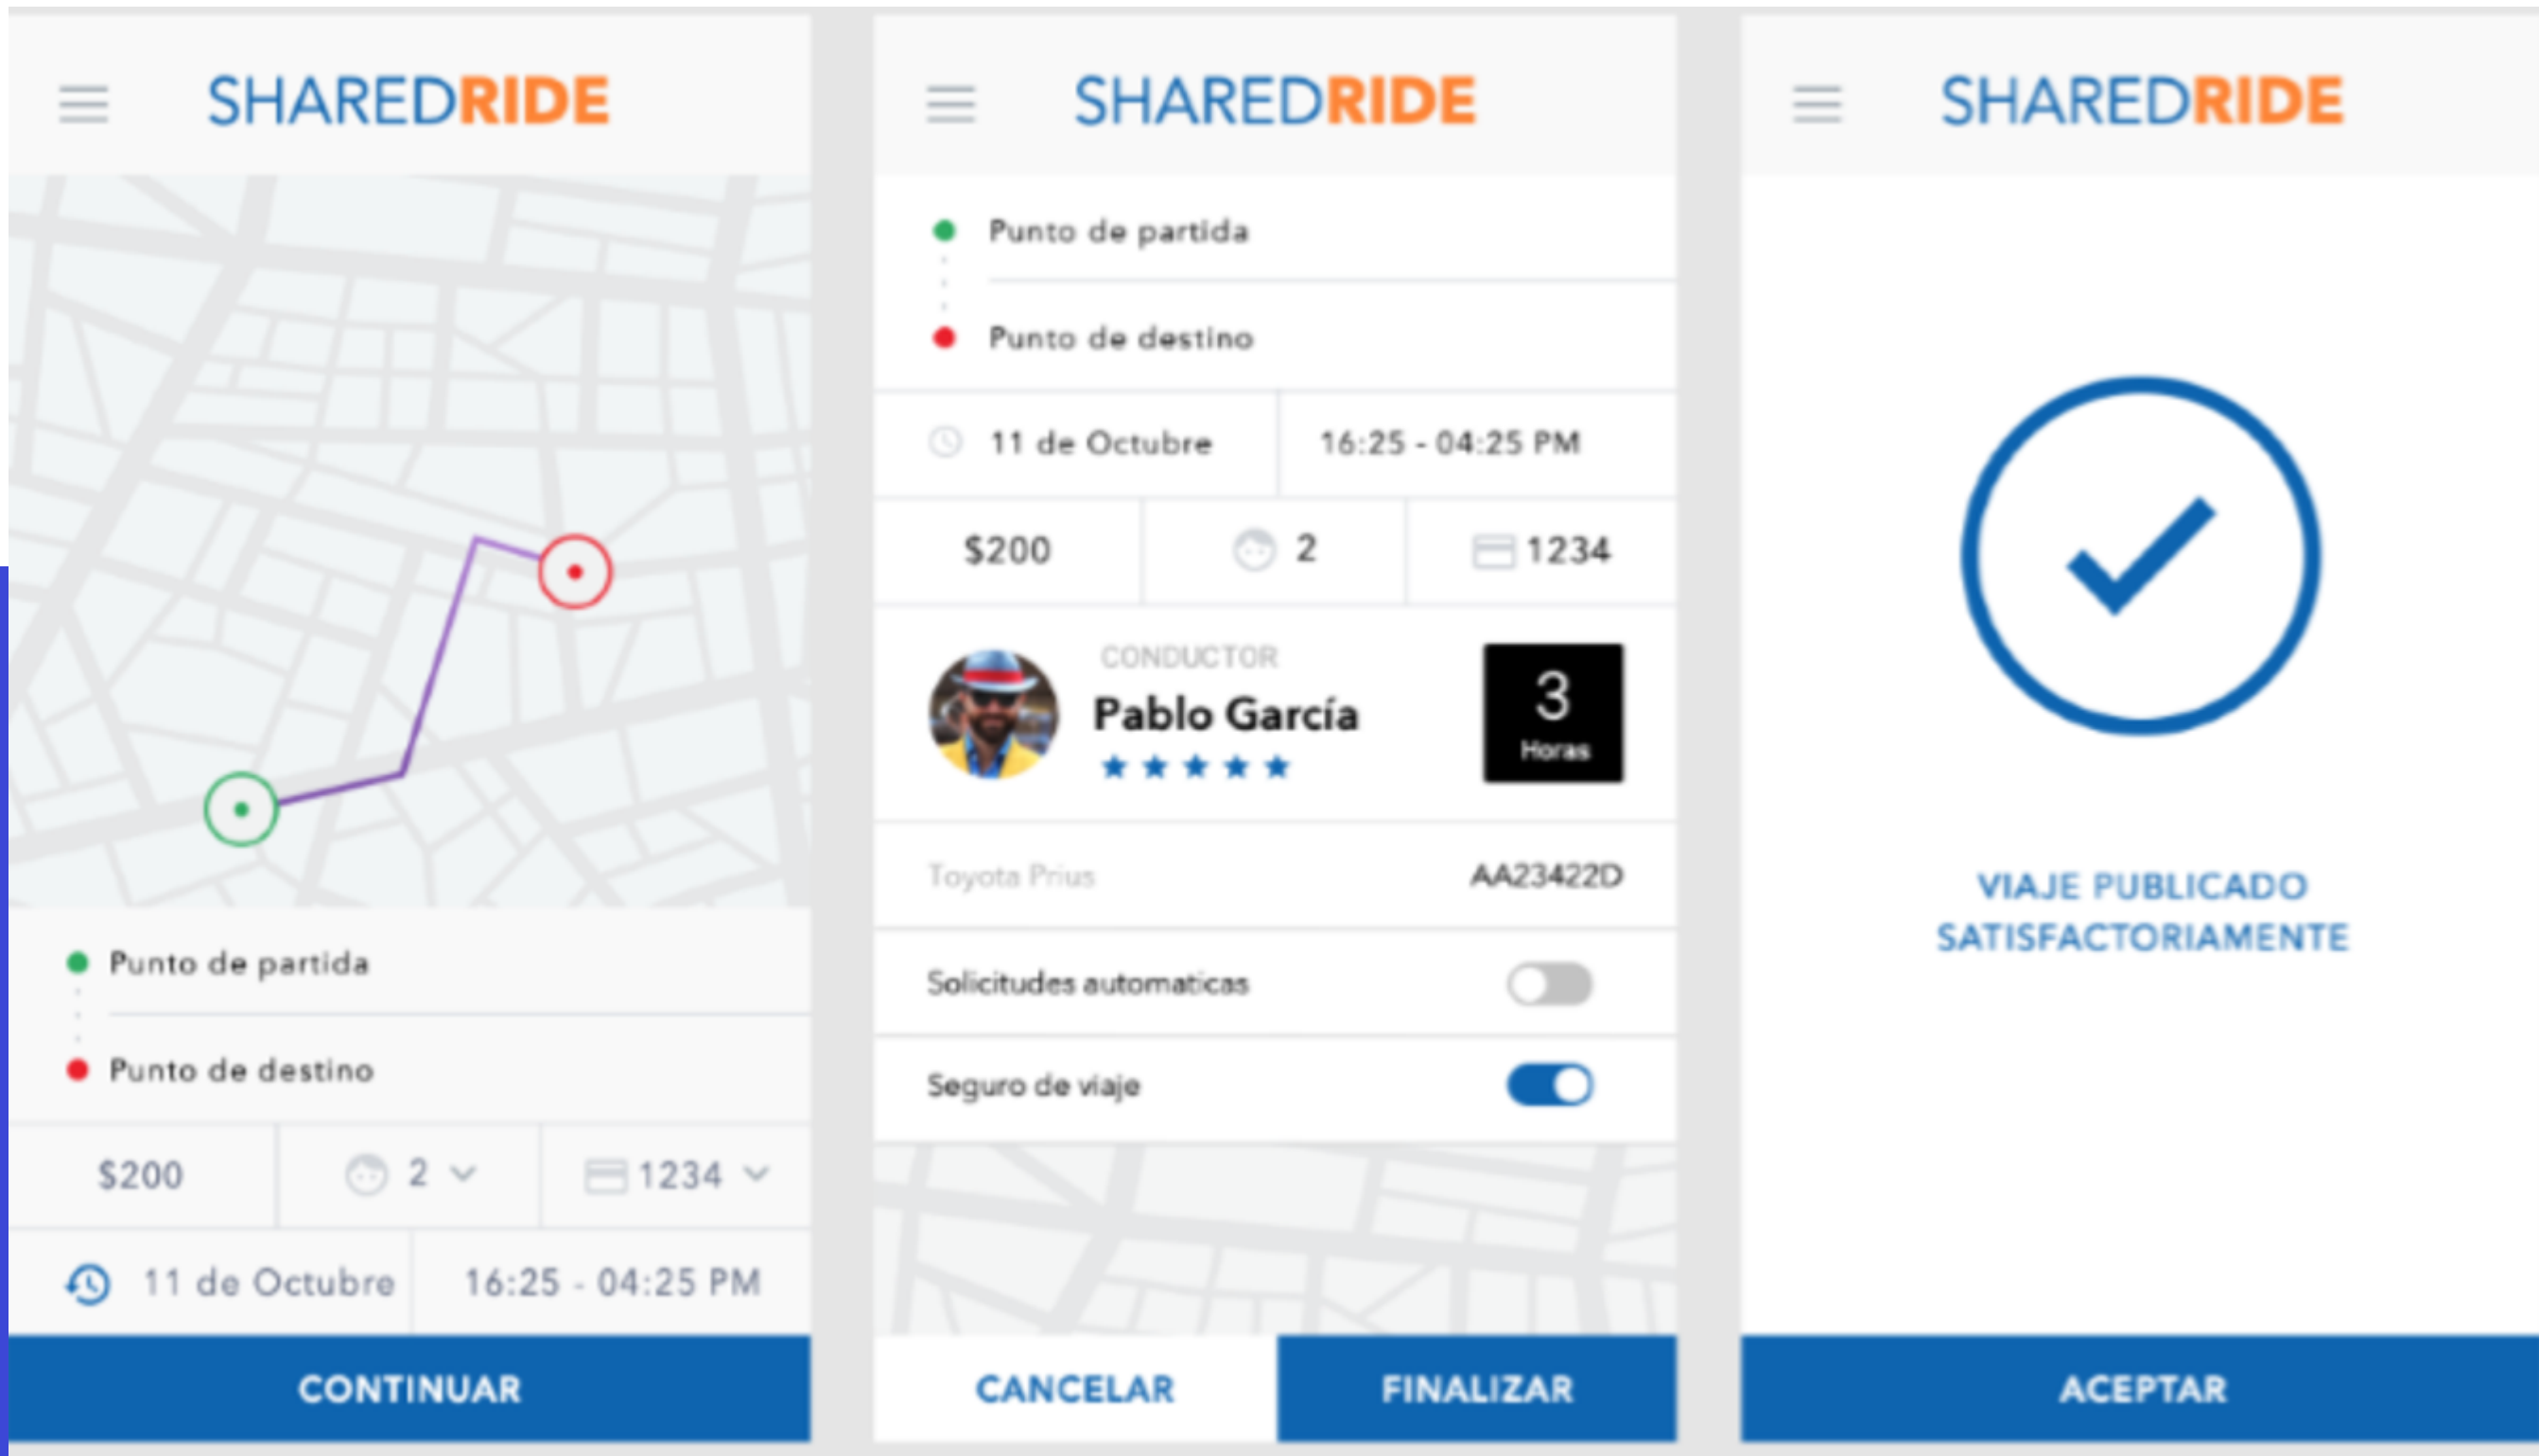 SHAREDRIDE
Punto de partida
Punto de destino
$200
2
1234
11 de Octubre
16:25 - 04:25 PM
CONTINUAR
SHAREDRIDE
Punto de partida
Punto de destino
11 de Octubre
16:25 - 04:25 PM
$200
2
1234
CONDUCTOR
Pablo García
3
Horas
Toyota Prius
AA23422D
Solicitudes automaticas
Seguro de viaje
CANCELAR
FINALIZAR
SHAREDRIDE
VIAJE PUBLICADO
SATISFACTORIAMENTE
ACEPTAR